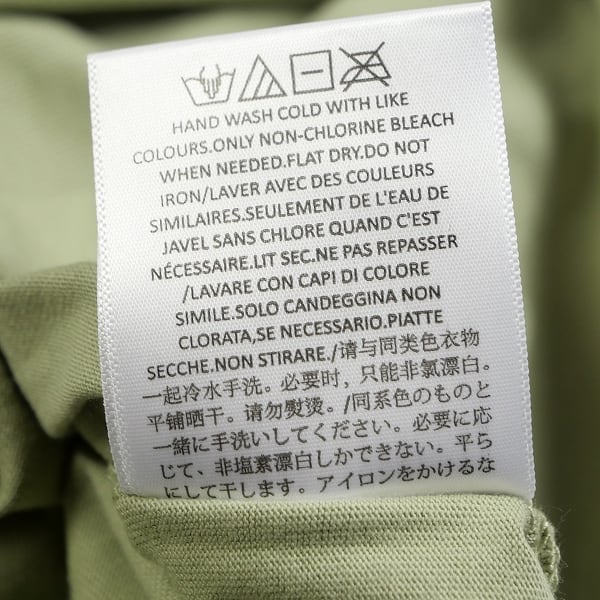 HAND WASH COLD WITH LIKE
COLOURS.ONLY NON-CHLORINE BLEACH
WHEN NEEDED.FLAT DRY.DO NOT
IRON/LAVER AVEC DES COULEURS
SIMILAIRES.SEULEMENT DE L'EAU DE
JAVEL SANS CHLORE QUAND C'EST
NÉCESSAIRE.LIT SEC.NE PAS REPASSER
/LAVARE CON CAPI DI COLORE
SIMILE.SOLO CANDEGGINA NON
CLORATA,SE NECESSARIO.PIATTE
SECCHE.NON STIRARE./请与同类色衣物
一起冷水手洗。必要时,只能非氯漂白。
平铺晒干。请勿熨烫。/同系色のものと
一緒に手洗いしてください。必要に応
じて、非塩素漂白しかできない。平ら
にして干します。アイロンをかけるな